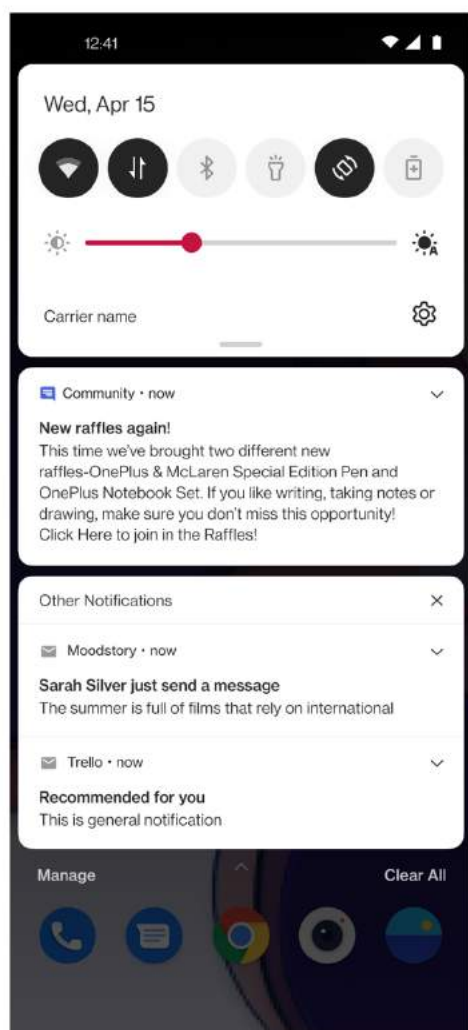 12:41
Wed, Apr 15
A
Carrier name
Community • now
New raffles again!
This time we've brought two different new
raffles-OnePlus & McLaren Special Edition Pen and
OnePlus Notebook Set. If you like writing, taking notes or
drawing, make sure you don't miss this opportunity!
Click Here to join in the Raffles!
Other Notifications
Moodstory • now
Sarah Silver just send a message
The summer is full of films that rely on international
Trello • now
Recommended for you
This is general notification
Manage
Clear All